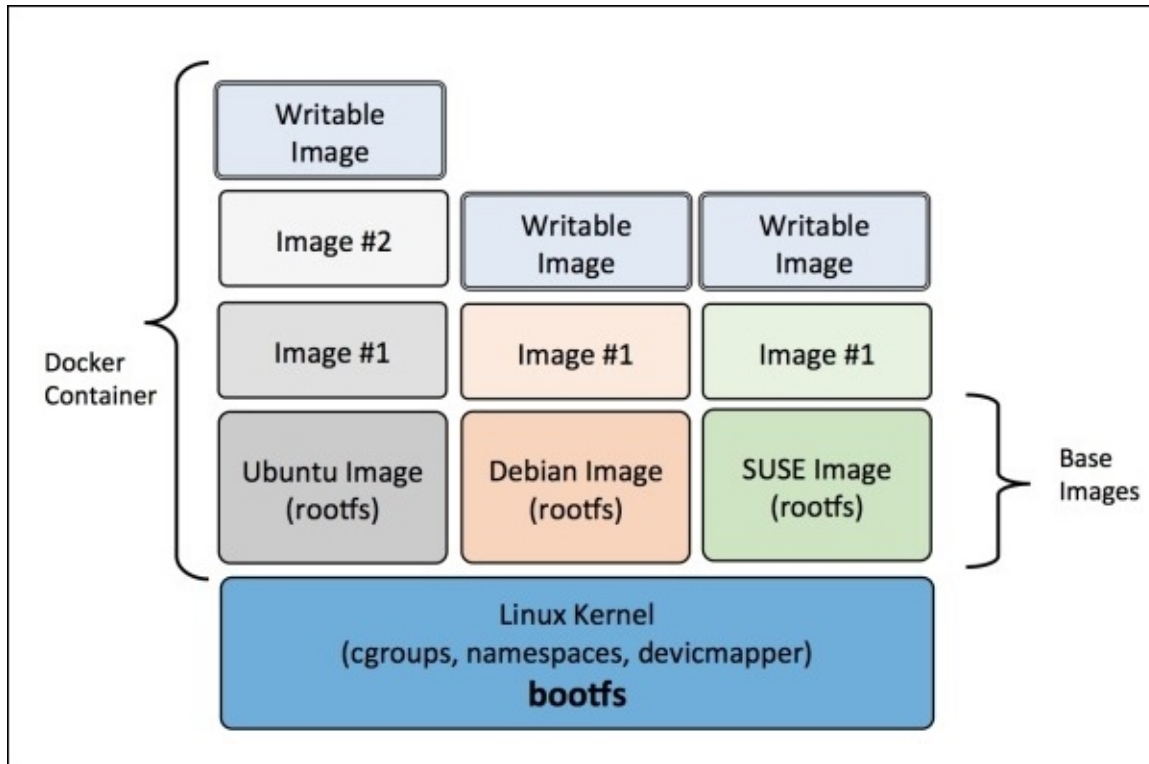 Writable
Image
Image #2
Writable
Image
Writable
Image
Image #1
Image #1
Image #1
Docker
Container
Ubuntu Image
(rootfs)
Debian Image
(rootfs)
SUSE Image
(rootfs)
Base
Images
Linux Kernel
(cgroups, namespaces, devicmapper)
bootfs